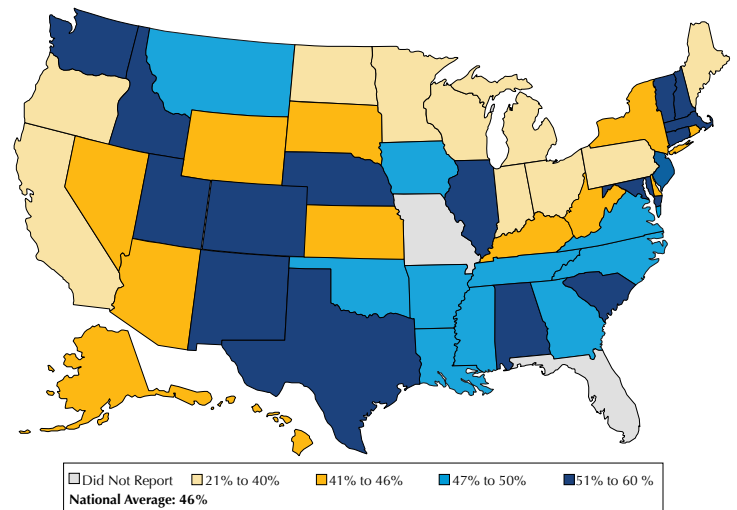 Did Not Report 21% to 40% 41% to 46% 47% to 50% 51% to 60 %
National Average: 46%